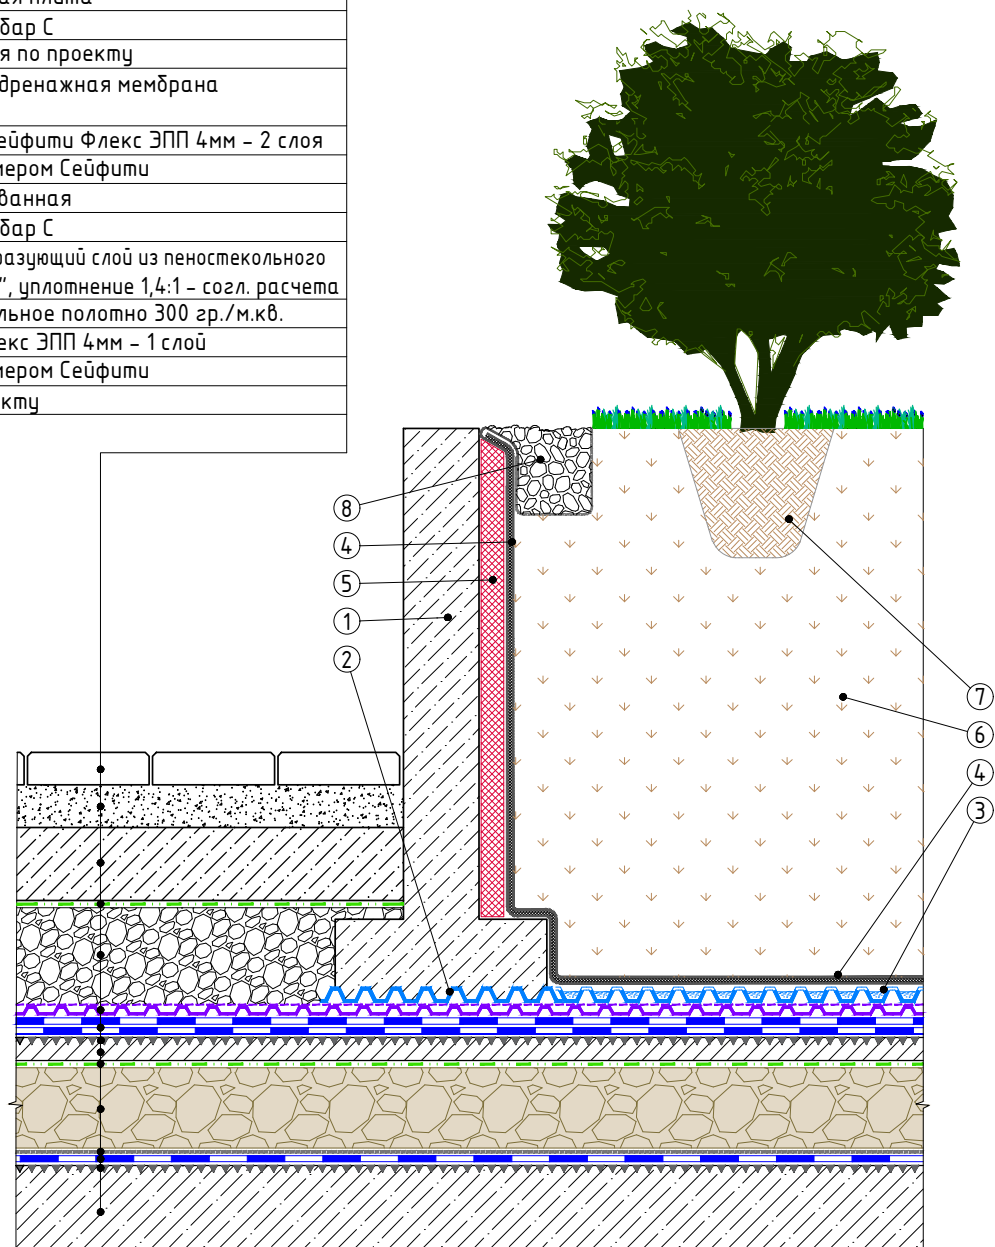 бар С
я по проекту
дренажная мембрана
ейфити Флекс ЭПП 4мм – 2 слоя
мером Сейфити
ванная
бар С
разующий слой из пеностекольного
", уплотнение 1,4:1 – согл. расчета
льное полотно 300 гр./м.кв.
екс ЭПП 4мм – 1 слой
мером Сейфити
кту
8
4
5
1
2
7
6
4
3